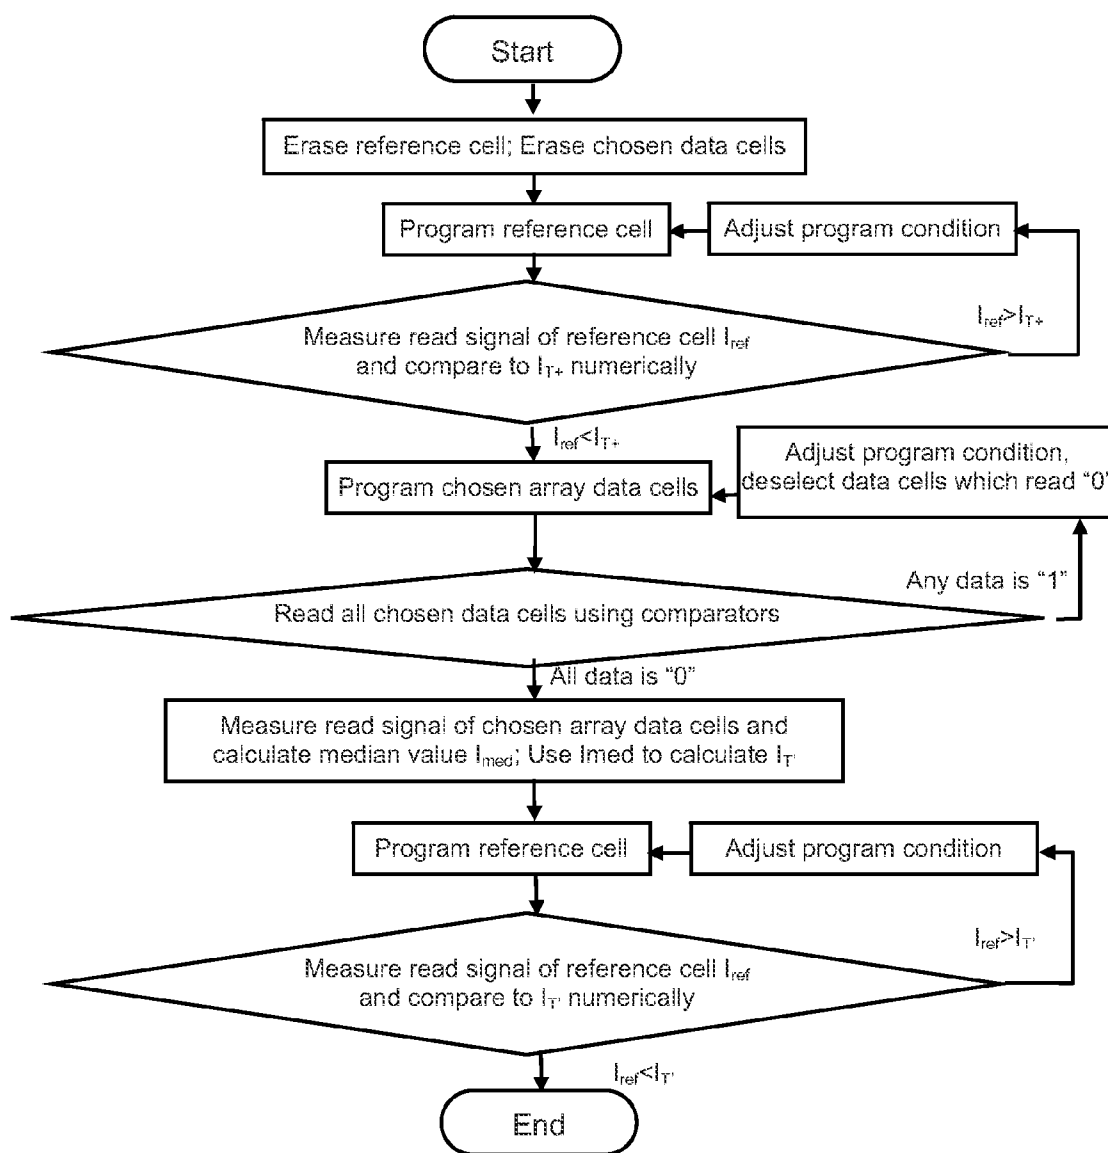 Start
Erase reference cell; Erase chosen data cells
Program reference cell
Adjust program condition
Measure read signal of reference cell Iref
and compare to IT+ numerically
Iref>IT+
Iref<IT+
Program chosen array data cells
Adjust program condition,
deselect data cells which read “0”
Read all chosen data cells using comparators
Any data is “1”
All data is “0”
Measure read signal of chosen array data cells and
calculate median value Imed; Use Imed to calculate IT'
Program reference cell
Adjust program condition
Measure read signal of reference cell Iref
and compare to IT' numerically
Iref>IT'
Iref<IT'
End